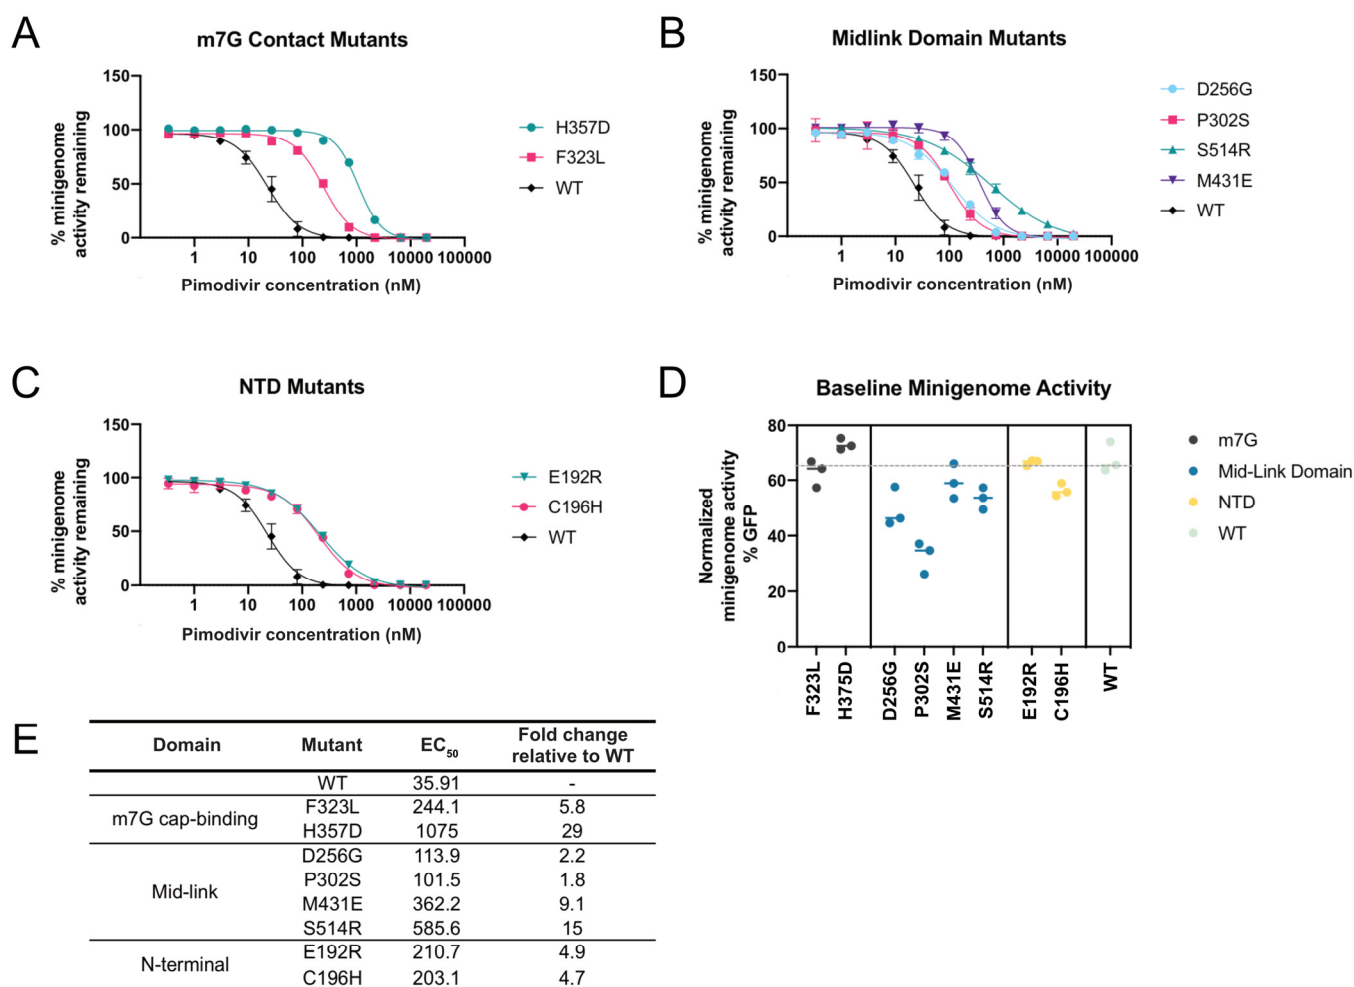 A
m7G Contact Mutants
% minigenome
activity remaining
150
100
50
0
1 10 100 1000 10000 100000
Pimodivir concentration (nM)
H357D
F323L
WT
B
Midlink Domain Mutants
% minigenome
activity remaining
150
100
50
0
1 10 100 1000 10000 100000
Pimodivir concentration (nM)
D256G
P302S
S514R
M431E
WT
C
NTD Mutants
% minigenome
activity remaining
150
100
50
0
1 10 100 1000 10000 100000
Pimodivir concentration (nM)
E192R
C196H
WT
D
Baseline Minigenome Activity
Normalized
minigenome activity
% GFP
80
60
40
20
0
F323L
H375D
D256G
P302S
M431E
S514R
E192R
C196H
WT
m7G
Mid-Link Domain
NTD
WT
E
Domain Mutant EC50 Fold change
relative to WT
WT 35.91 -
m7G cap-binding
F323L 244.1 5.8
H357D 1075 29
Mid-link
D256G 113.9 2.2
P302S 101.5 1.8
M431E 362.2 9.1
S514R 585.6 15
N-terminal
E192R 210.7 4.9
C196H 203.1 4.7